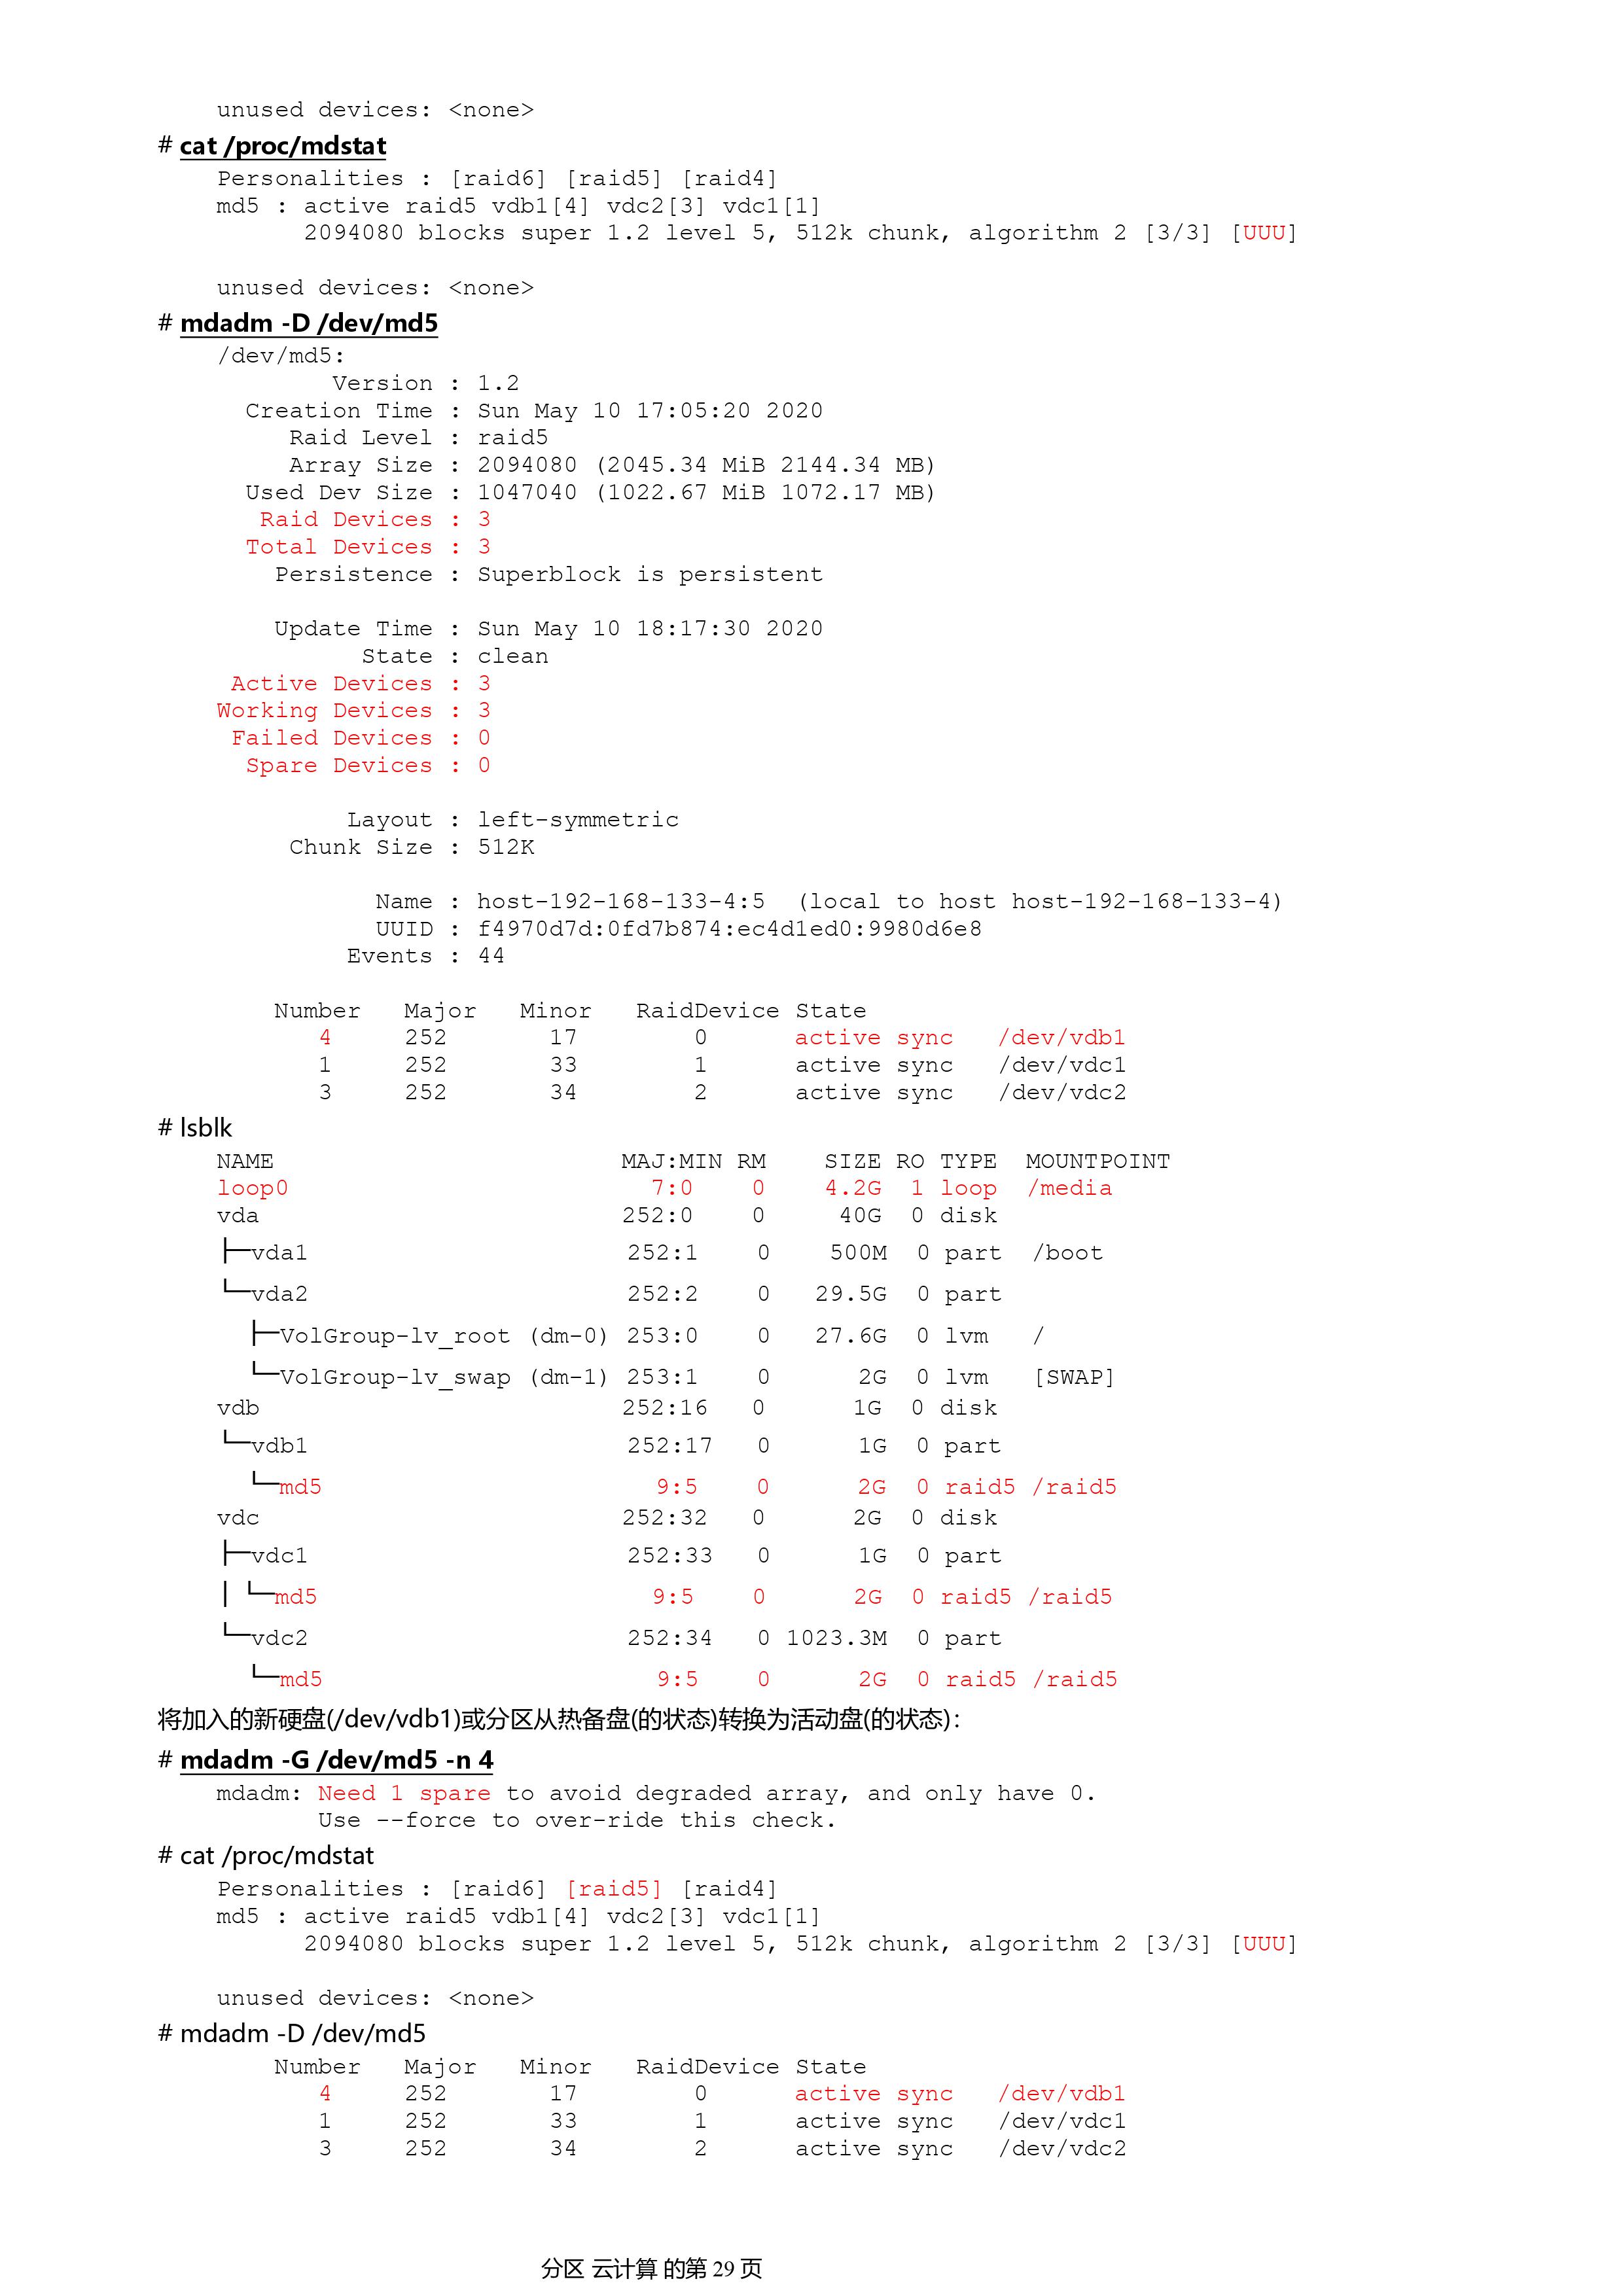 unused devices: <none>
# cat /proc/mdstat
Personalities : [raid6] [raid5] [raid4]
md5 : active raid5 vdb1[4] vdc2[3] vdc1[1]
2094080 blocks super 1.2 level 5, 512k chunk, algorithm 2 [3/3] [UUU]
unused devices: <none>
# mdadm -D /dev/md5
/dev/md5:
Version : 1.2
Creation Time : Sun May 10 17:05:20 2020
Raid Level : raid5
Array Size : 2094080 (2045.34 MiB 2144.34 MB)
Used Dev Size : 1047040 (1022.67 MiB 1072.17 MB)
Raid Devices : 3
Total Devices : 3
Persistence : Superblock is persistent
Update Time : Sun May 10 18:17:30 2020
State : clean
Active Devices : 3
Working Devices : 3
Failed Devices : 0
Spare Devices : 0
Layout : left-symmetric
Chunk Size : 512K
Name : host-192-168-133-4:5  (local to host host-192-168-133-4)
UUID : f4970d7d:0fd7b874:ec4d1ed0:9980d6e8
Events : 44
Number   Major   Minor   RaidDevice State
4     252       17        0      active sync   /dev/vdb1
1     252       33        1      active sync   /dev/vdc1
3     252       34        2      active sync   /dev/vdc2
# lsblk
NAME                        MAJ:MIN RM    SIZE RO TYPE  MOUNTPOINT
loop0                         7:0    0    4.2G  1 loop  /media
vda                         252:0    0     40G  0 disk
├─vda1                      252:1    0    500M  0 part  /boot
└─vda2                      252:2    0   29.5G  0 part
├─VolGroup-lv_root (dm-0) 253:0    0   27.6G  0 lvm   /
└─VolGroup-lv_swap (dm-1) 253:1    0      2G  0 lvm   [SWAP]
vdb                         252:16   0      1G  0 disk
└─vdb1                      252:17   0      1G  0 part
└─md5                       9:5    0      2G  0 raid5 /raid5
vdc                         252:32   0      2G  0 disk
├─vdc1                      252:33   0      1G  0 part
│ └─md5                       9:5    0      2G  0 raid5 /raid5
└─vdc2                      252:34   0 1023.3M  0 part
└─md5                       9:5    0      2G  0 raid5 /raid5
将加入的新硬盘(/dev/vdb1)或分区从热备盘(的状态)转换为活动盘(的状态)：
# mdadm -G /dev/md5 -n 4
mdadm: Need 1 spare to avoid degraded array, and only have 0.
Use --force to over-ride this check.
# cat /proc/mdstat
Personalities : [raid6] [raid5] [raid4]
md5 : active raid5 vdb1[4] vdc2[3] vdc1[1]
2094080 blocks super 1.2 level 5, 512k chunk, algorithm 2 [3/3] [UUU]
unused devices: <none>
# mdadm -D /dev/md5
Number   Major   Minor   RaidDevice State
4     252       17        0      active sync   /dev/vdb1
1     252       33        1      active sync   /dev/vdc1
3     252       34        2      active sync   /dev/vdc2
分区 云计算 的第 29 页